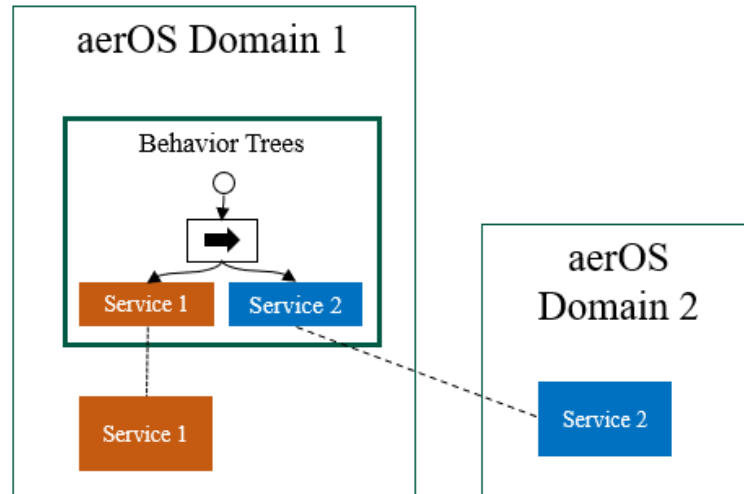 aerOS Domain 1
Behavior Trees
Service 1
Service 2
Service 1
aerOS
Domain 2
Service 2